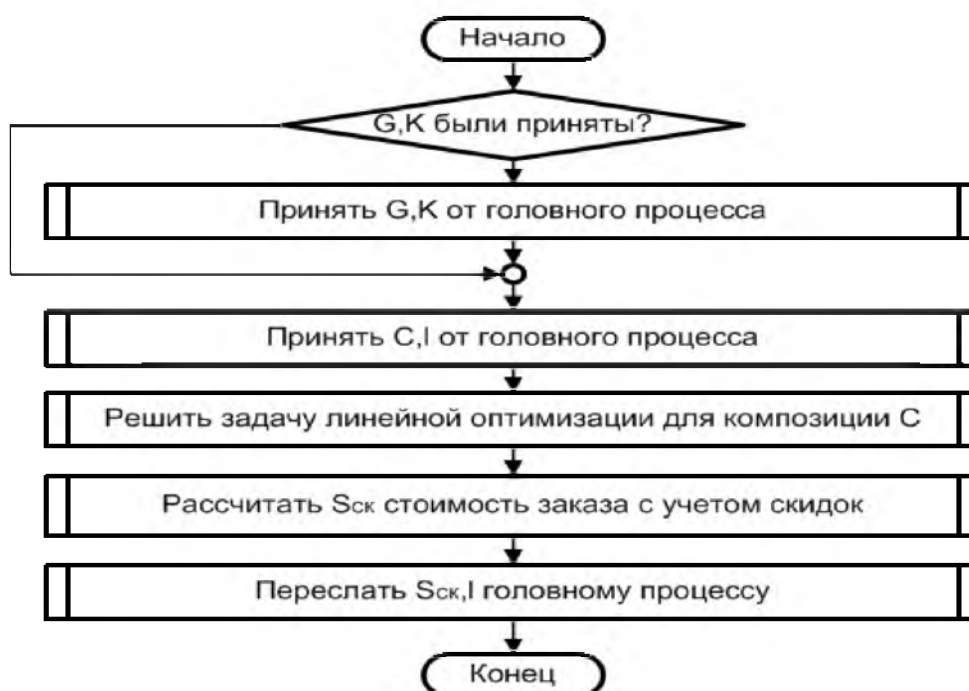 Начало
G,K были приняты?
Принять G,K от головного процесса
Принять C,I от головного процесса
Решить задачу линейной оптимизации для композиции C
Рассчитать Sск стоимость заказа с учетом скидок
Переслать Sск,I головному процессу
Конец